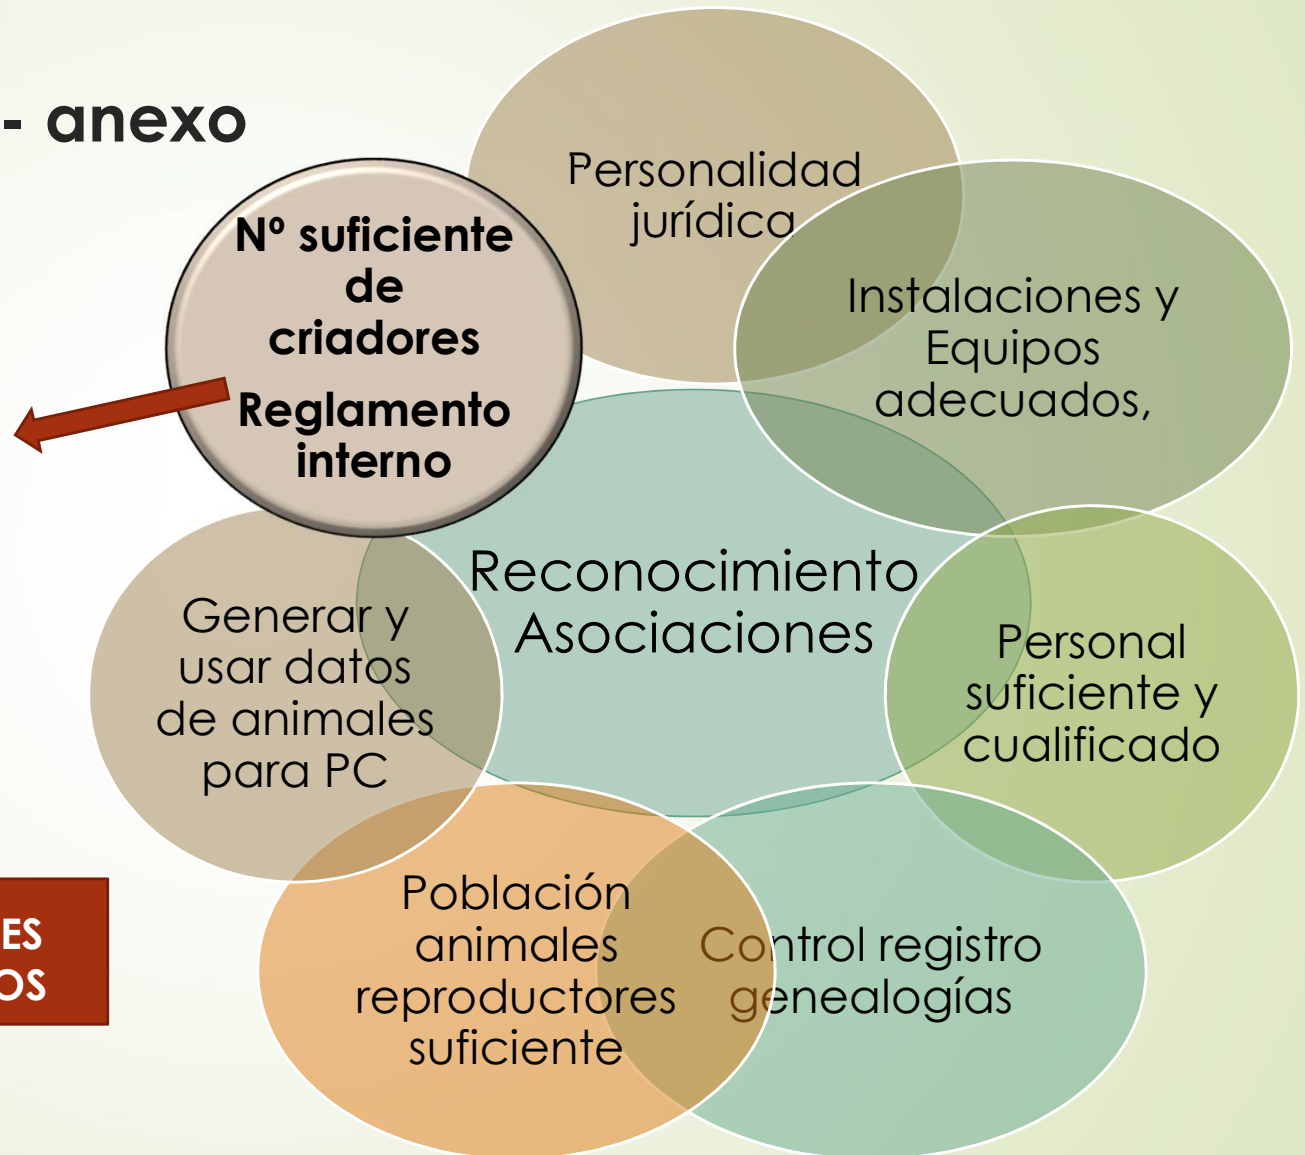 - anexo
Personalidad
jurídica
Nº suficiente
de
criadores
Reglamento
interno
Instalaciones y
Equipos
adecuados,
Reconocimiento
Asociaciones
Generar y
usar datos
de animales
para PC
Personal
suficiente y
cualificado
Población
animales
reproductores
suficiente
Control registro
genealogías
ES
OS